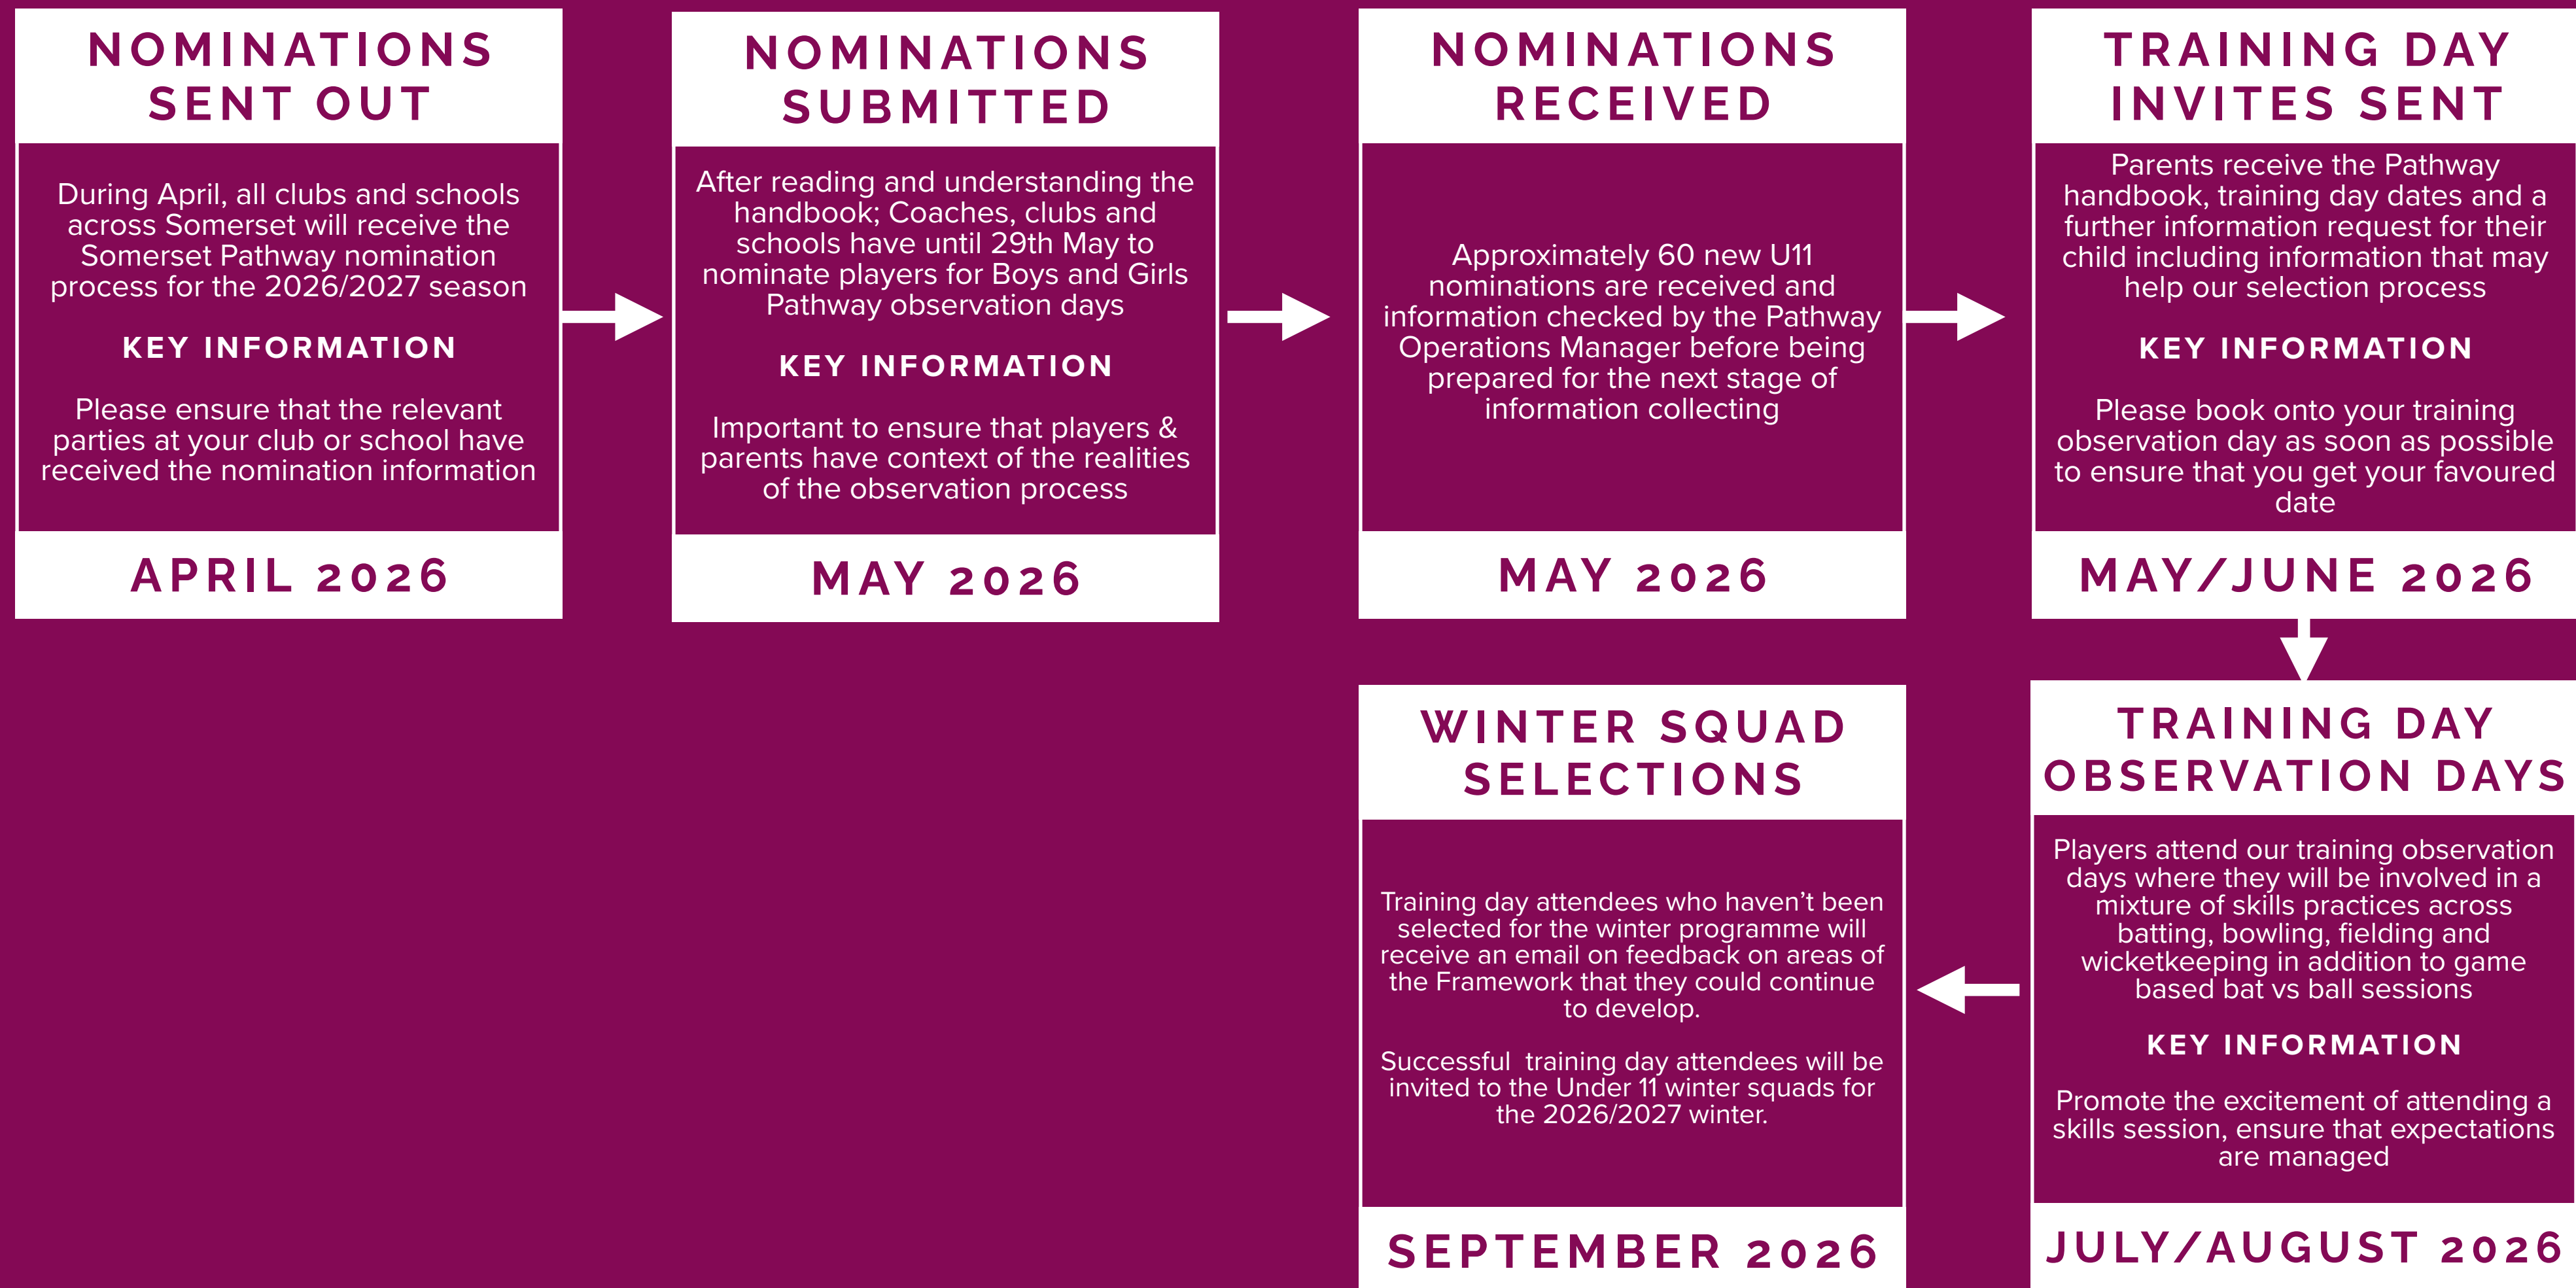 NOMINATIONS
SENT OUT
During April, all clubs and schools
across Somerset will receive the
Somerset Pathway nomination
process for the 2026/2027 season
KEY INFORMATION
Please ensure that the relevant
parties at your club or school have
received the nomination information
APRIL 2026
NOMINATIONS
SUBMITTED
After reading and understanding the
handbook; Coaches, clubs and
schools have until 29th May to
nominate players for Boys and Girls
Pathway observation days
KEY INFORMATION
Important to ensure that players &
parents have context of the realities
of the observation process
MAY 2026
NOMINATIONS
RECEIVED
Approximately 60 new U11
nominations are received and
information checked by the Pathway
Operations Manager before being
prepared for the next stage of
information collecting
MAY 2026
TRAINING DAY
INVITES SENT
Parents receive the Pathway
handbook, training day dates and a
further information request for their
child including information that may
help our selection process
KEY INFORMATION
Please book onto your training
observation day as soon as possible
to ensure that you get your favoured
date
MAY/JUNE 2026
TRAINING DAY
OBSERVATION DAYS
Players attend our training observation
days where they will be involved in a
mixture of skills practices across
batting, bowling, fielding and
wicketkeeping in addition to game
based bat vs ball sessions
KEY INFORMATION
Promote the excitement of attending a
skills session, ensure that expectations
are managed
JULY/AUGUST 2026
WINTER SQUAD
SELECTIONS
Training day attendees who haven’t been
selected for the winter programme will
receive an email on feedback on areas of
the Framework that they could continue
to develop.
Successful  training day attendees will be
invited to the Under 11 winter squads for
the 2026/2027 winter.
SEPTEMBER 2026